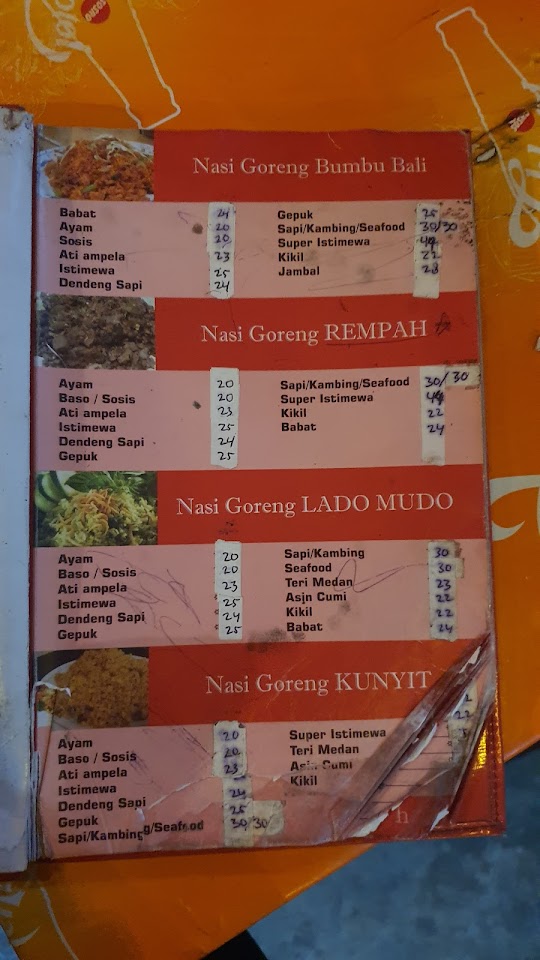 Nasi Goreng Bumbu Bali
Babat 24
Ayam 20
Sosis 20
Ati ampela 23
Istimewa 25
Dendeng Sapi 24
Gepuk 25
Sapi/Kambing/Seafood 30/30
Super Istimewa
Kikil 22
Jambal 28
Nasi Goreng REMPAH
Ayam 20
Baso / Sosis 20
Ati ampela 23
Istimewa 25
Dendeng Sapi 24
Gepuk 25
Sapi/Kambing/Seafood 30/30
Super Istimewa
Kikil 22
Babat 24
Nasi Goreng LADO MUDO
Ayam 20
Baso / Sosis 20
Ati ampela 23
Istimewa 25
Dendeng Sapi 24
Gepuk 25
Sapi/Kambing 30
Seafood 30
Teri Medan 23
Asin Cumi 22
Kikil 22
Babat 24
Nasi Goreng KUNYIT
Ayam 20
Baso / Sosis 20
Ati ampela 23
Istimewa
Dendeng Sapi 24
Gepuk 25
Sapi/Kambing/Seafood 30/30
Super Istimewa
Teri Medan
Asin Cumi
Kikil
h